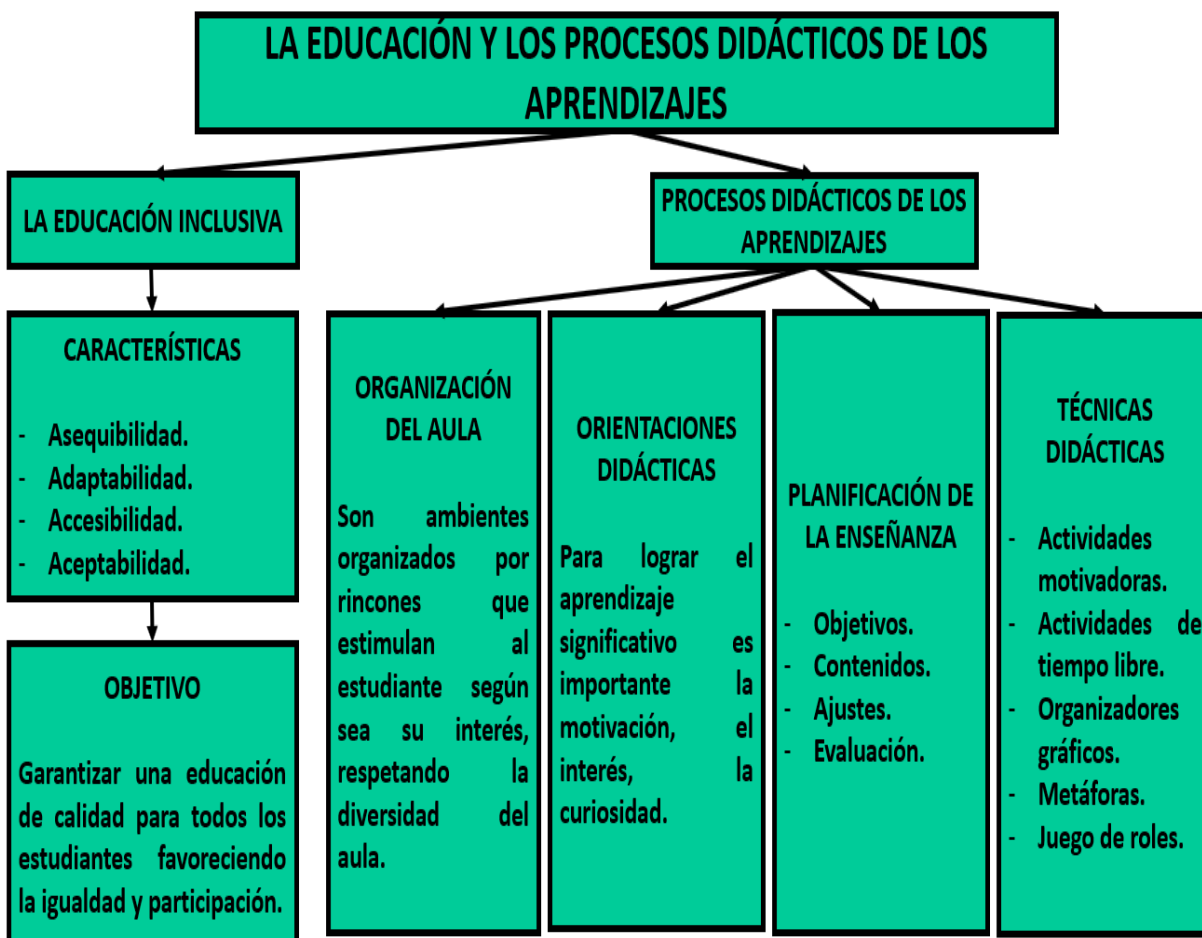 LA EDUCACIÓN Y LOS PROCESOS DIDÁCTICOS DE LOS
APRENDIZAJES
LA EDUCACIÓN INCLUSIVA
PROCESOS DIDÁCTICOS DE LOS
APRENDIZAJES
CARACTERÍSTICAS
- Asequibilidad.
- Adaptabilidad.
- Accesibilidad.
- Aceptabilidad.
OBJETIVO
Garantizar una educación
de calidad para todos los
estudiantes favoreciendo
la igualdad y participación.
ORGANIZACIÓN
DEL AULA
Son ambientes
organizados por
rincones que
estimulan al
estudiante según
sea su interés,
respetando la
diversidad del
aula.
ORIENTACIONES
DIDÁCTICAS
Para lograr el
aprendizaje
significativo es
importante la
motivación, el
interés, la
curiosidad.
PLANIFICACIÓN DE
LA ENSEÑANZA
- Objetivos.
- Contenidos.
- Ajustes.
- Evaluación.
TÉCNICAS
DIDÁCTICAS
- Actividades
motivadoras.
- Actividades de
tiempo libre.
- Organizadores
gráficos.
- Metáforas.
- Juego de roles.